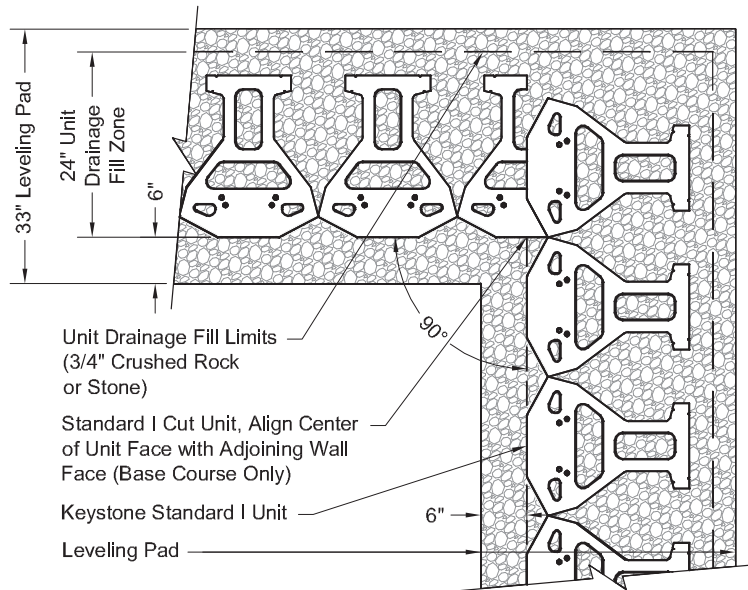 33" Leveling Pad
24" Unit
Drainage
Fill Zone
6"
Unit Drainage Fill Limits
(3/4" Crushed Rock
or Stone)
90°
Standard I Cut Unit, Align Center
of Unit Face with Adjoining Wall
Face (Base Course Only)
Keystone Standard I Unit
6"
Leveling Pad